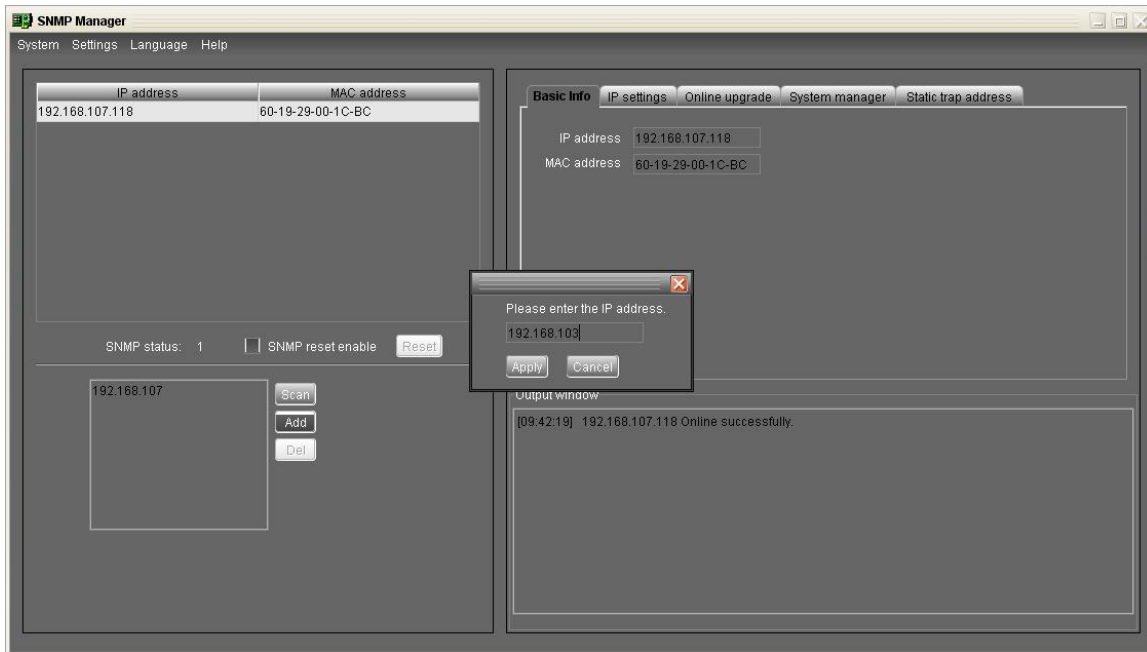 SNMP Manager
System Settings Language Help
IP address MAC address
192.168.107.118 60-19-29-00-1C-BC
SNMP status: 1 SNMP reset enable Reset
192.168.107
Scan
Add
Del
Basic Info IP settings Online upgrade System manager Static trap address
IP address 192.168.107.118
MAC address 60-19-29-00-1C-BC
Please enter the IP address.
192.168.103
Apply Cancel
Output window
[09:42:19] 192.168.107.118 Online successfully.